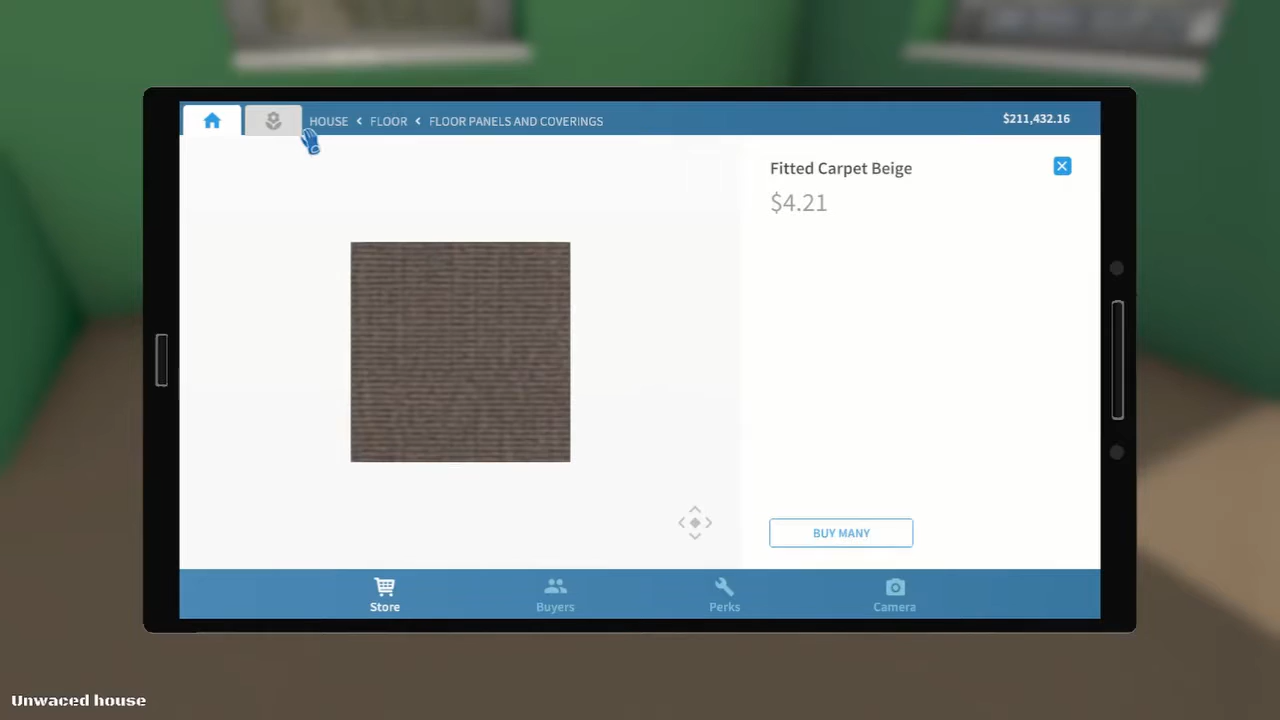 HOUSE < FLOOR < FLOOR PANELS AND COVERINGS
$211,432.16
Fitted Carpet Beige
$4.21
BUY MANY
Store
Buyers
Perks
Camera
Unwaced house